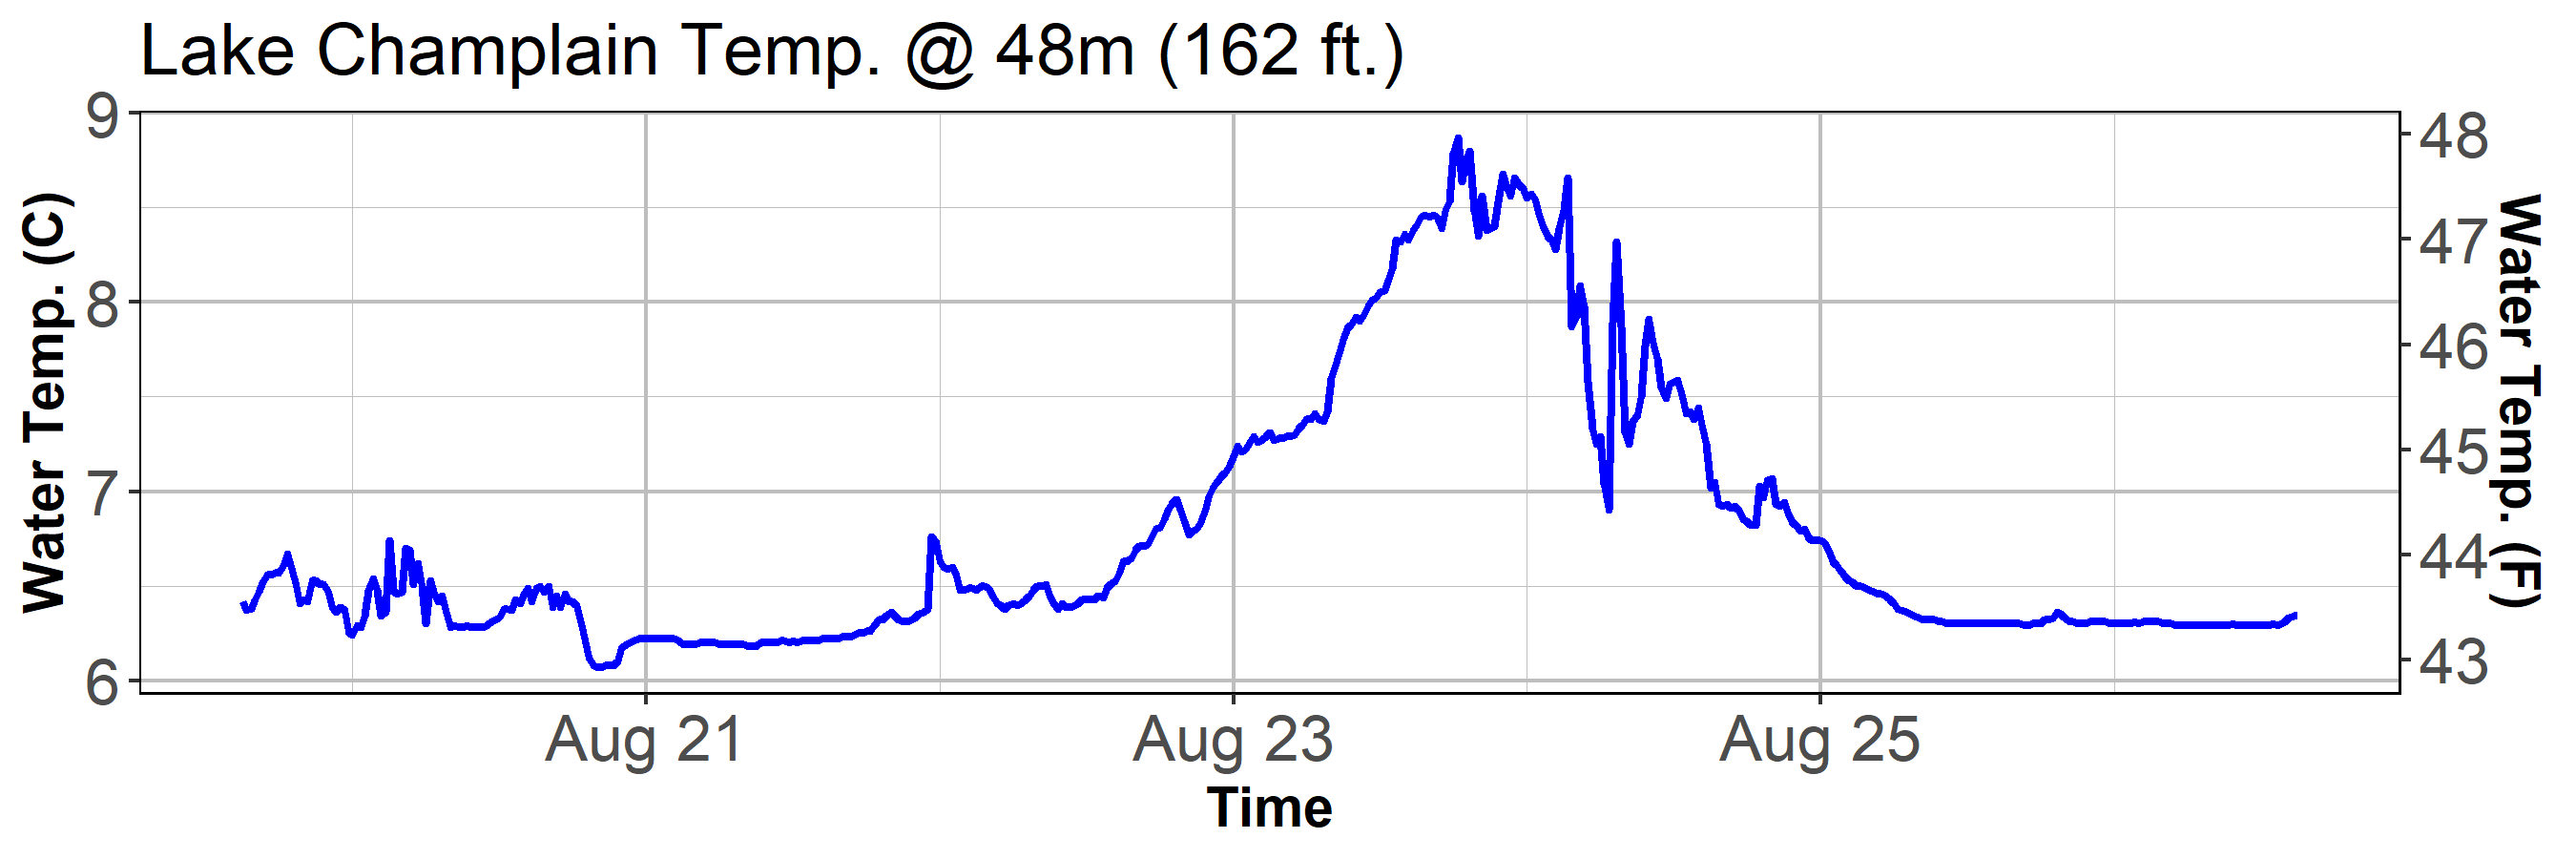 Lake Champlain Temp. @ 48m (162 ft.)
Water Temp. (C)
9
8
7
6
48
47
46
45
44
43
Water Temp. (F)
Aug 21
Aug 23
Aug 25
Time